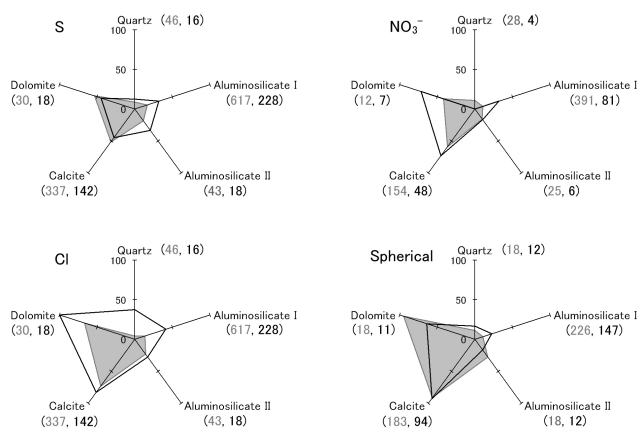 S
Quartz (46, 16)
100
50
0
Dolomite
(30, 18)
Aluminosilicate Ⅰ
(617, 228)
Calcite
(337, 142)
Aluminosilicate Ⅱ
(43, 18)
NO₃⁻
Quartz (28, 4)
100
50
0
Dolomite
(12, 7)
Aluminosilicate Ⅰ
(391, 81)
Calcite
(154, 48)
Aluminosilicate Ⅱ
(25, 6)
Cl
Quartz (46, 16)
100
50
0
Dolomite
(30, 18)
Aluminosilicate Ⅰ
(617, 228)
Calcite
(337, 142)
Aluminosilicate Ⅱ
(43, 18)
Spherical
Quartz (18, 12)
100
50
0
Dolomite
(18, 11)
Aluminosilicate Ⅰ
(226, 147)
Calcite
(183, 94)
Aluminosilicate Ⅱ
(18, 12)